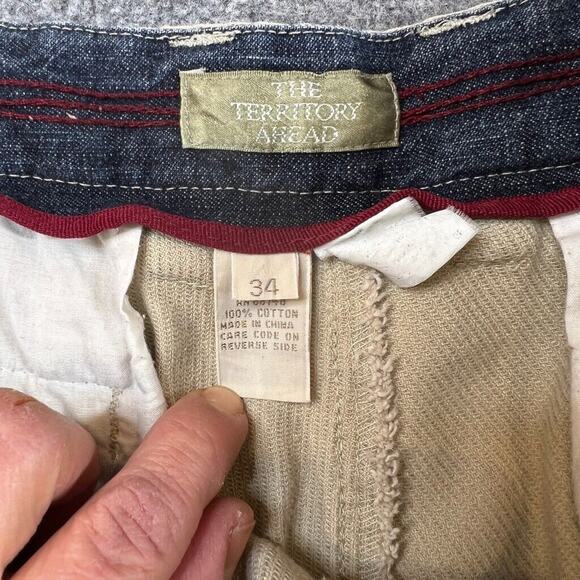 THE
TERRITORY
AHEAD
34
100% COTTON
MADE IN CHINA
CARE CODE ON
REVERSE SIDE